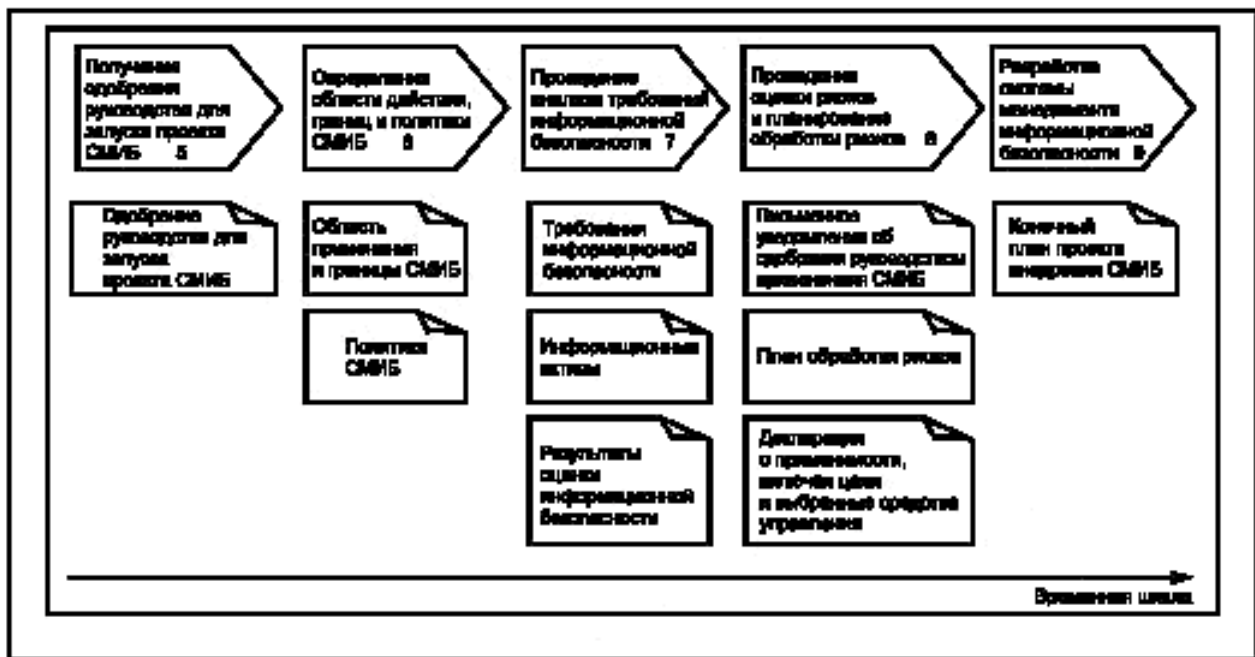 Получение
одобрения
руководства для
запуска проекта
СМИБ 5
Определение
области действия,
границ и политики
СМИБ 6
Проведение
анализа требований
информационной
безопасности 7
Проведение
оценки рисков
и планирование
обработки рисков 8
Разработка
системы
менеджмента
информационной
безопасности 9
Одобрение
руководства для
запуска
проекта СМИБ
Область
применения
и границы СМИБ
Требования
информационной
безопасности
Письменное
уведомление об
одобрении руководством
применения СМИБ
Конечный
план проекта
внедрения СМИБ
Политика
СМИБ
Информационные
активы
План обработки рисков
Результаты
оценки
информационной
безопасности
Декларация
о применимости,
включая цели
и выбранные средства
управления
Временная шкала